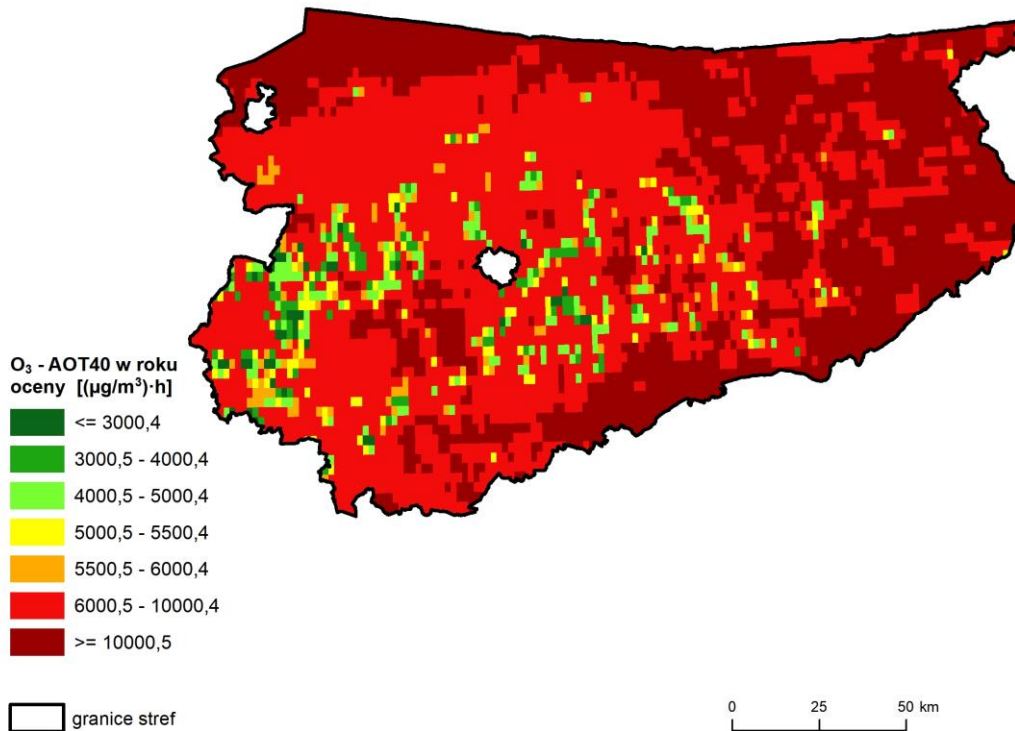 O₃ - AOT40 w roku
oceny [(µg/m³)·h]
<= 3000,4
3000,5 - 4000,4
4000,5 - 5000,4
5000,5 - 5500,4
5500,5 - 6000,4
6000,5 - 10000,4
>= 10000,5
granice stref
0 25 50 km